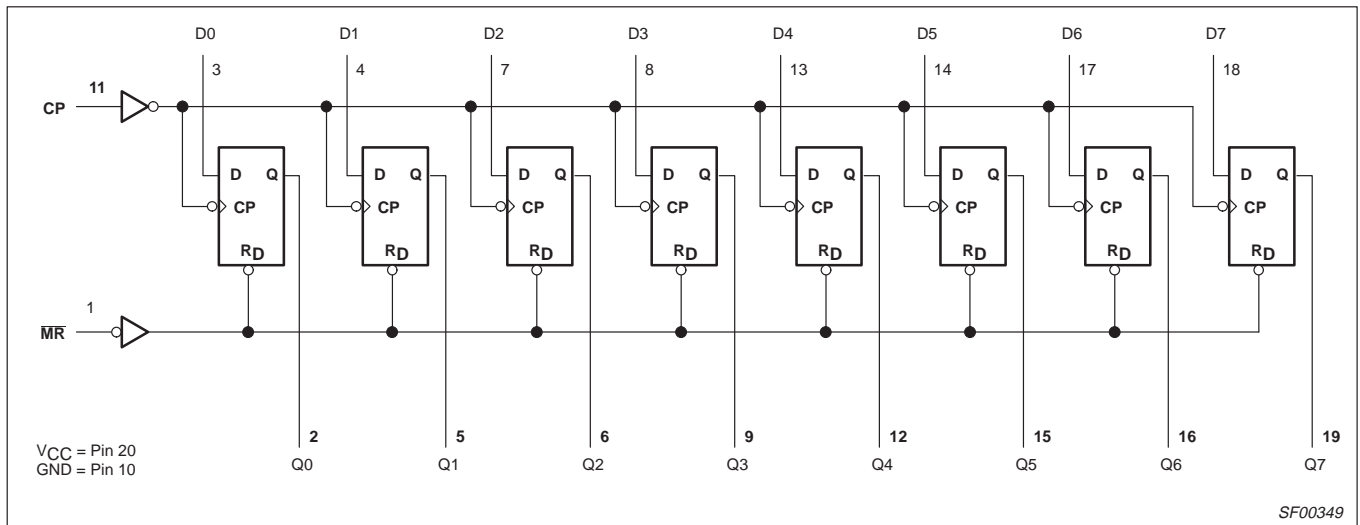 D0 D1 D2 D3 D4 D5 D6 D7
3 4 7 8 13 14 17 18
11
CP
D Q D Q D Q D Q D Q D Q D Q D Q
CP CP CP CP CP CP CP CP
RD RD RD RD RD RD RD RD
1
MR
2 5 6 9 12 15 16 19
VCC = Pin 20
GND = Pin 10
Q0 Q1 Q2 Q3 Q4 Q5 Q6 Q7
SF00349